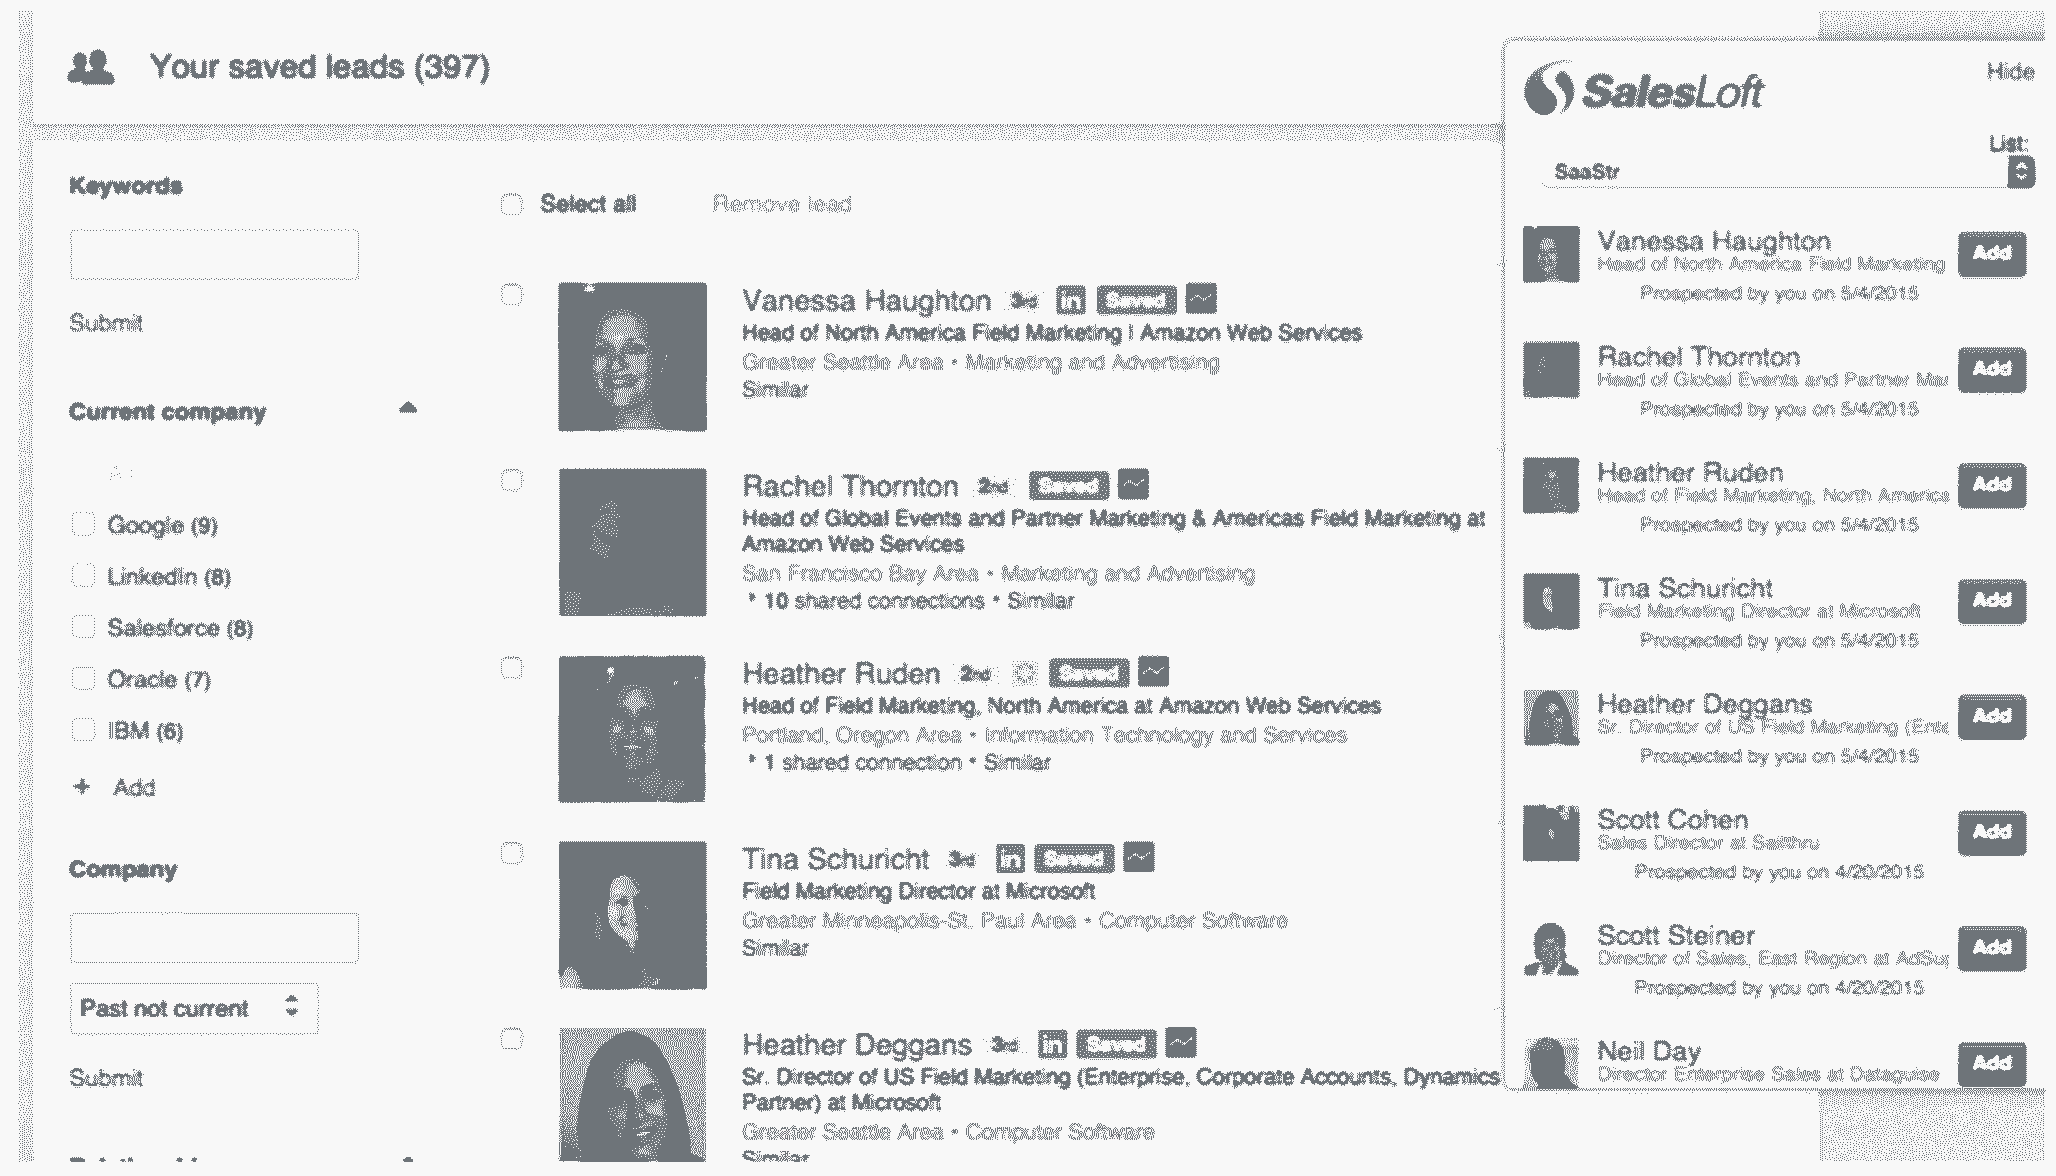 Your saved leads (397)
Keywords
Submit
Current company
Google (9)
LinkedIn (8)
Salesforce (8)
Oracle (7)
IBM (6)
+ Add
Company
Past not current
Submit
Select all Remove lead
Vanessa Haughton 3rd in Saved
Head of North America Field Marketing | Amazon Web Services
Greater Seattle Area • Marketing and Advertising
Similar
Rachel Thornton 2nd Saved
Head of Global Events and Partner Marketing & Americas Field Marketing at
Amazon Web Services
San Francisco Bay Area • Marketing and Advertising
10 shared connections • Similar
Heather Ruden 2nd Saved
Head of Field Marketing, North America at Amazon Web Services
Portland, Oregon Area • Information Technology and Services
1 shared connection • Similar
Tina Schuricht 3rd in Saved
Field Marketing Director at Microsoft
Greater Minneapolis-St. Paul Area • Computer Software
Similar
Heather Deggans 3rd in Saved
Sr. Director of US Field Marketing (Enterprise, Corporate Accounts, Dynamics
Partner) at Microsoft
Greater Seattle Area • Computer Software
Similar
SalesLoft
Hide
List:
SaaStr
Vanessa Haughton Add
Head of North America Field Marketing
Prospected by you on 5/4/2015
Rachel Thornton Add
Head of Global Events and Partner Mar
Prospected by you on 5/4/2015
Heather Ruden Add
Head of Field Marketing, North America
Prospected by you on 5/4/2015
Tina Schuricht Add
Field Marketing Director at Microsoft
Prospected by you on 5/4/2015
Heather Deggans Add
Sr. Director of US Field Marketing (Ente
Prospected by you on 5/4/2015
Scott Cohen Add
Sales Director at Sailthru
Prospected by you on 4/20/2015
Scott Steiner Add
Director of Sales, East Region at AdSug
Prospected by you on 4/20/2015
Neil Day Add
Director Enterprise Sales at Dataguise